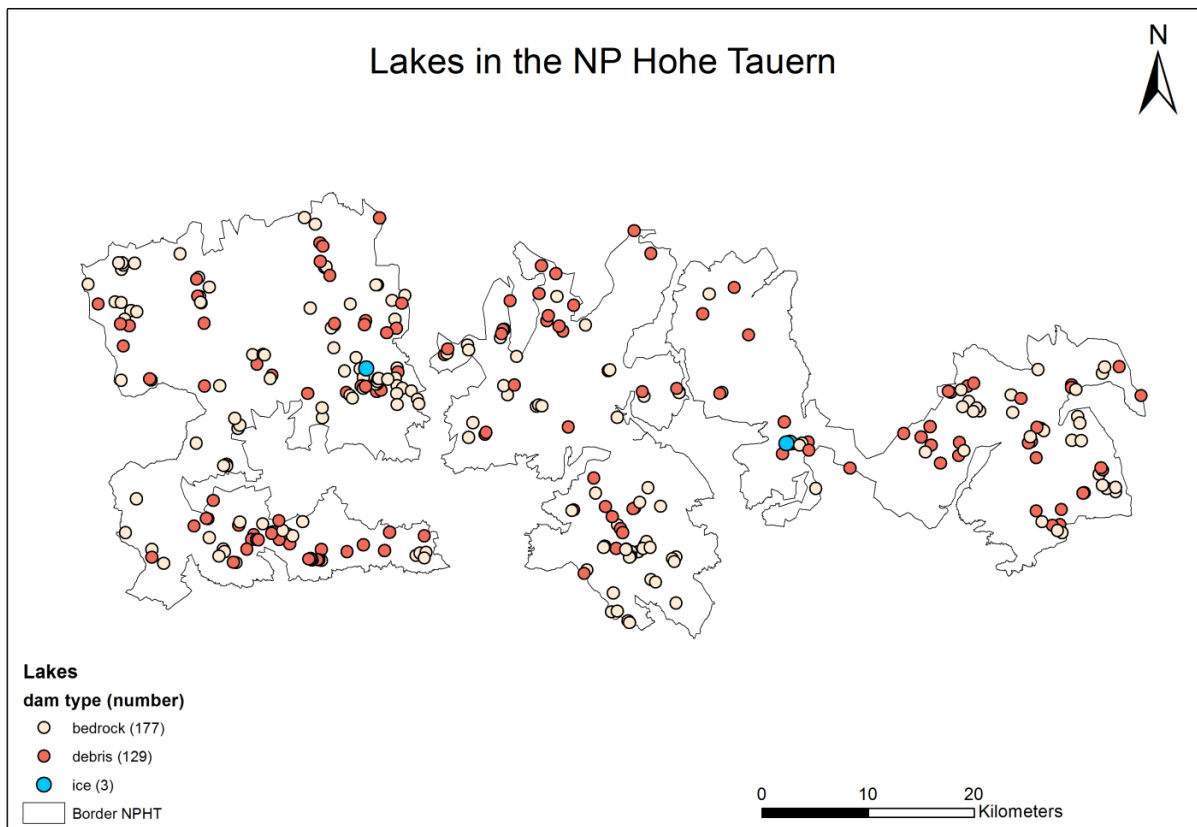 Lakes in the NP Hohe Tauern
N
Lakes
dam type (number)
bedrock (177)
debris (129)
ice (3)
Border NPHT
0 10 20
Kilometers